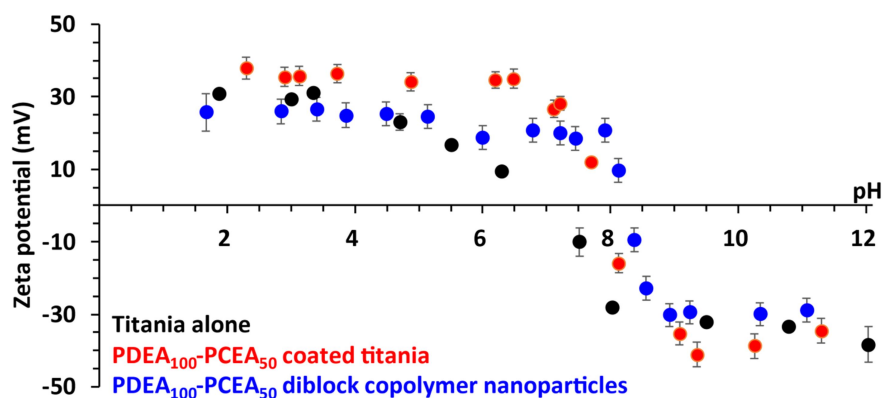 50
30
10
-10
-30
-50
Zeta potential (mV)
pH
2 4 6 8 10 12
Titania alone
PDEA₁₀₀-PCEA₅₀ coated titania
PDEA₁₀₀-PCEA₅₀ diblock copolymer nanoparticles